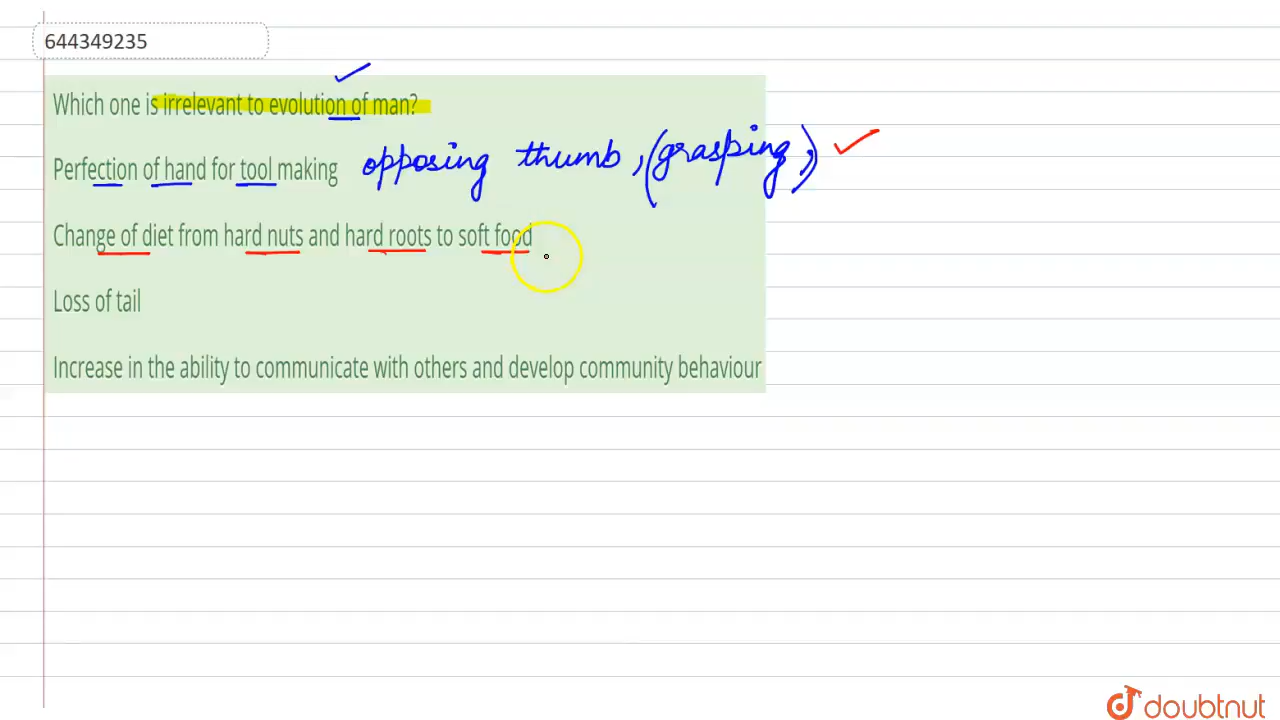 644349235
Which one is irrelevant to evolution of man?
Perfection of hand for tool making opposing thumb, (grasping,)
Change of diet from hard nuts and hard roots to soft food
Loss of tail
Increase in the ability to communicate with others and develop community behaviour
doubtnut